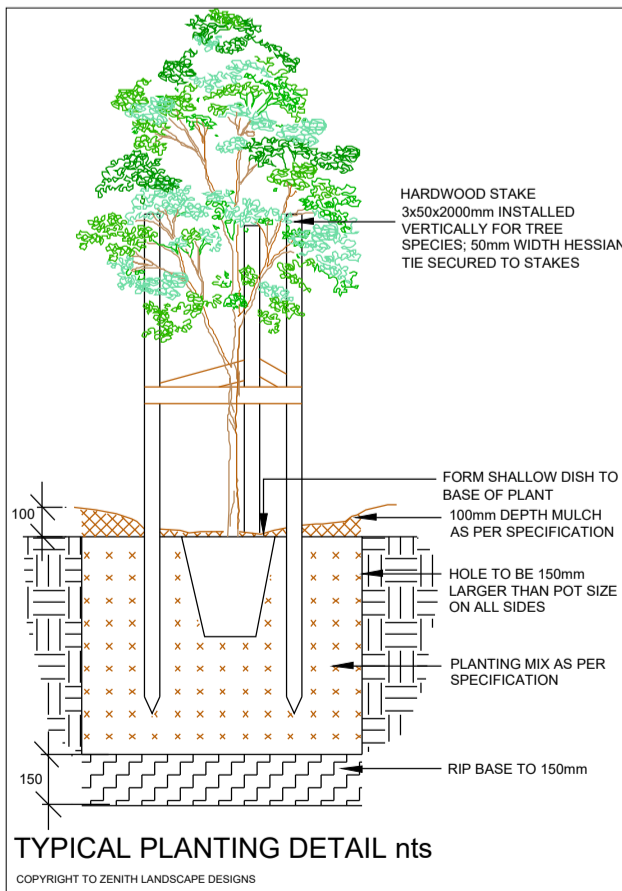 HARDWOOD STAKE
3x50x2000mm INSTALLED
VERTICALLY FOR TREE
SPECIES; 50mm WIDTH HESSIAN
TIE SECURED TO STAKES
FORM SHALLOW DISH TO
BASE OF PLANT
100
100mm DEPTH MULCH
AS PER SPECIFICATION
HOLE TO BE 150mm
LARGER THAN POT SIZE
ON ALL SIDES
PLANTING MIX AS PER
SPECIFICATION
150
RIP BASE TO 150mm
TYPICAL PLANTING DETAIL nts
COPYRIGHT TO ZENITH LANDSCAPE DESIGNS